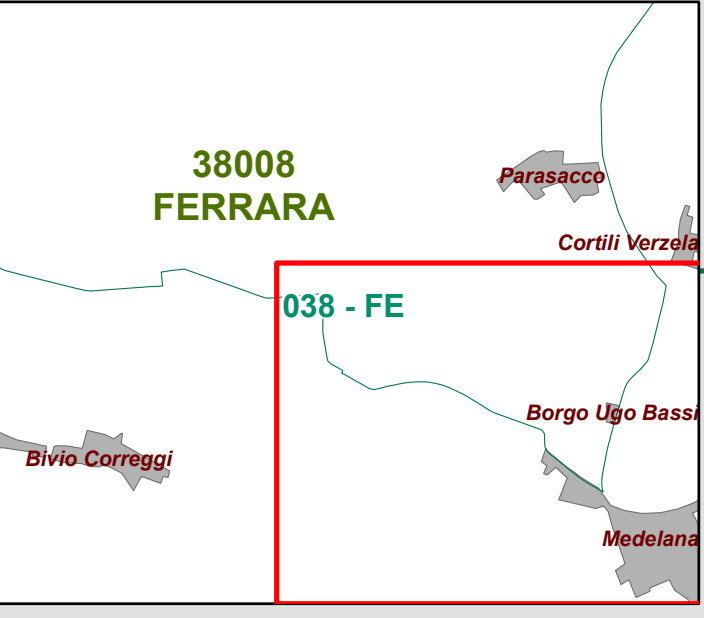 38008
FERRARA
Parasacco
Cortili Verzela
038 - FE
Borgo Ugo Bassi
Bivio Correggi
Medelana